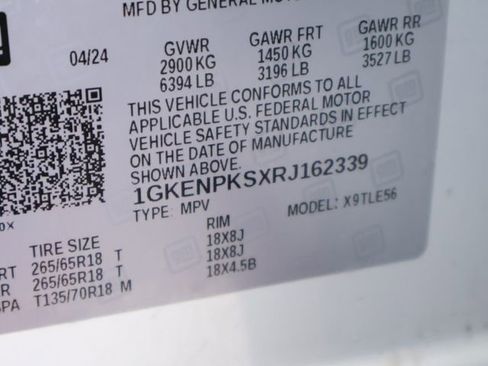 MFD BY GENERAL MOTOR
04/24 GVWR GAWR FRT GAWR RR
2900 KG 1450 KG 1600 KG
6394 LB 3196 LB 3527 LB
THIS VEHICLE CONFORMS TO ALL
APPLICABLE U.S. FEDERAL MOTOR
VEHICLE SAFETY STANDARDS IN EFFECT
ON THE DATE OF MANUFACTURE
SHOWN ABOVE.
1GKENPKSXRJ162339
TYPE: MPV MODEL: X9TLE56
TIRE SIZE RIM
RT 265/65R18 T 18X8J
R 265/65R18 T 18X8J
SPA T135/70R18 M 18X4.5B